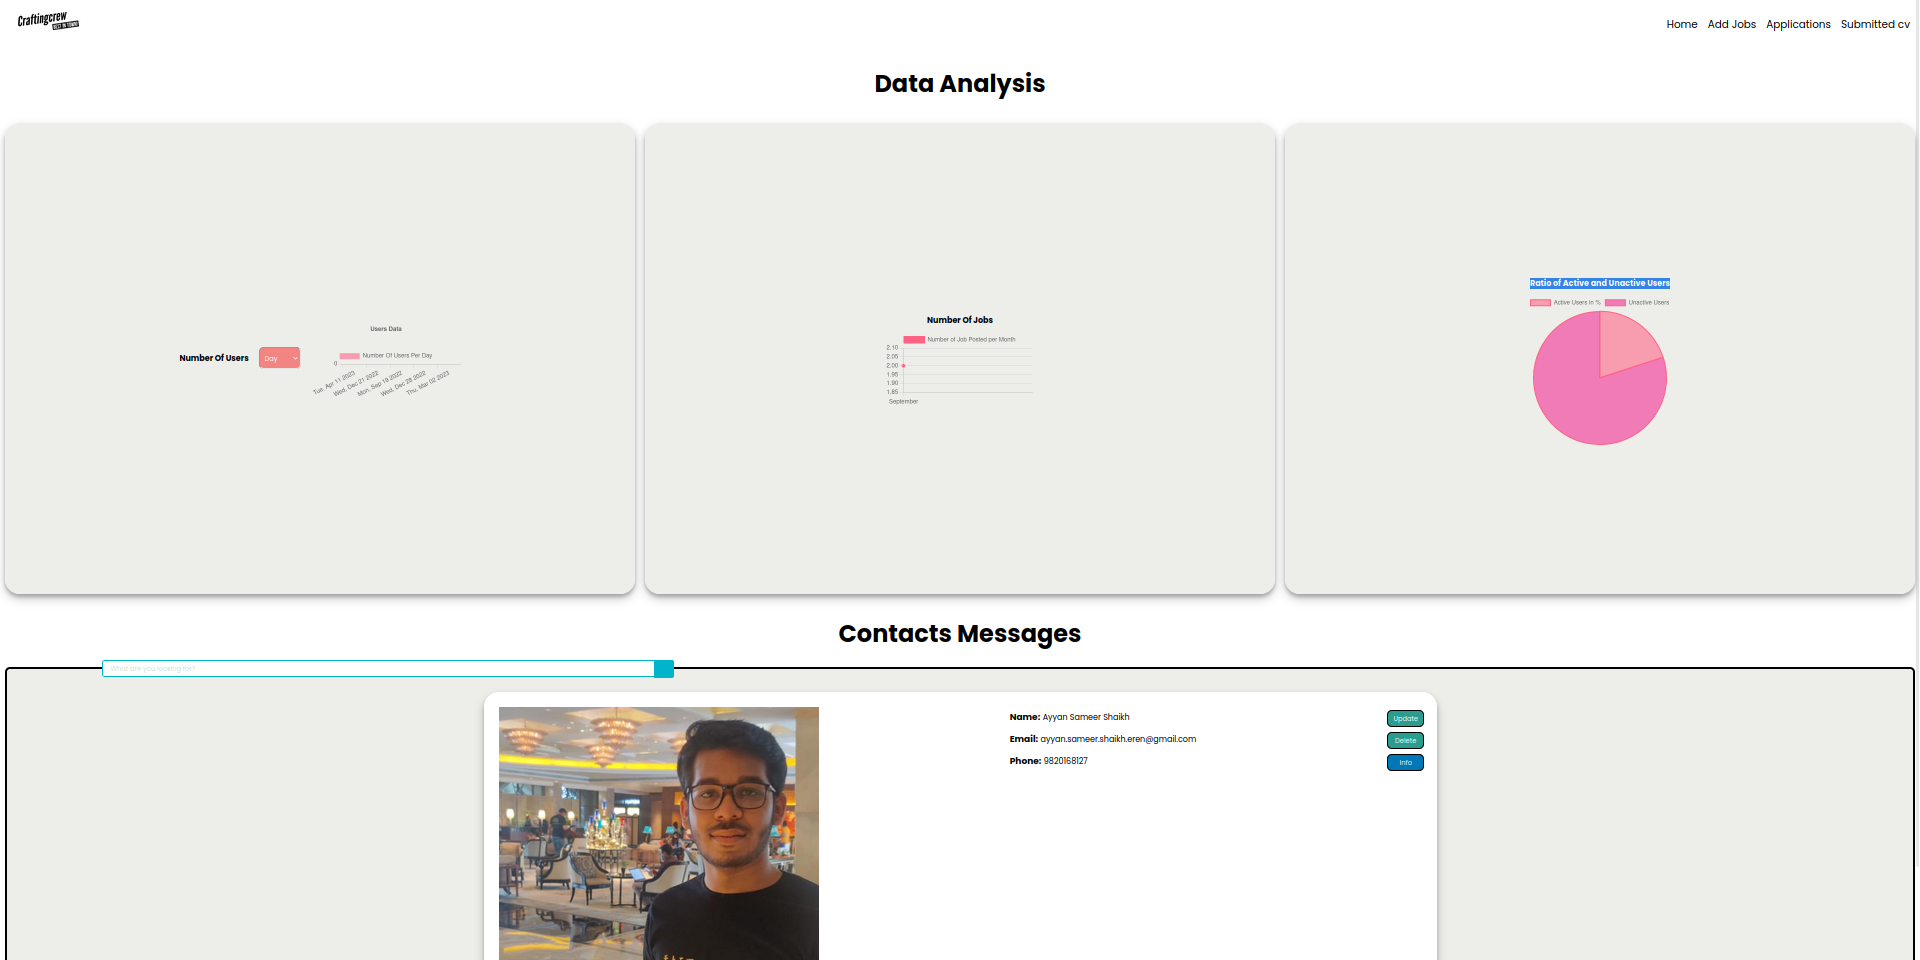 Craftingcrew
BEST IN TOWN
Home Add Jobs Applications Submitted cv
Data Analysis
Users Data
Number Of Users Day
Number Of Users Per Day
0
Tue, Apr 11 2023
Wed, Dec 21 2022
Mon, Sep 19 2022
Wed, Dec 28 2022
Thu, Mar 02 2023
Number Of Jobs
Number of Job Posted per Month
2.10
2.05
2.00
1.95
1.90
1.85
September
Ratio of Active and Unactive Users
Active Users in % Unactive Users
Contacts Messages
What are you looking for?
Name: Ayyan Sameer Shaikh
Email: ayyan.sameer.shaikh.eren@gmail.com
Phone: 9820168127
Update
Delete
Info